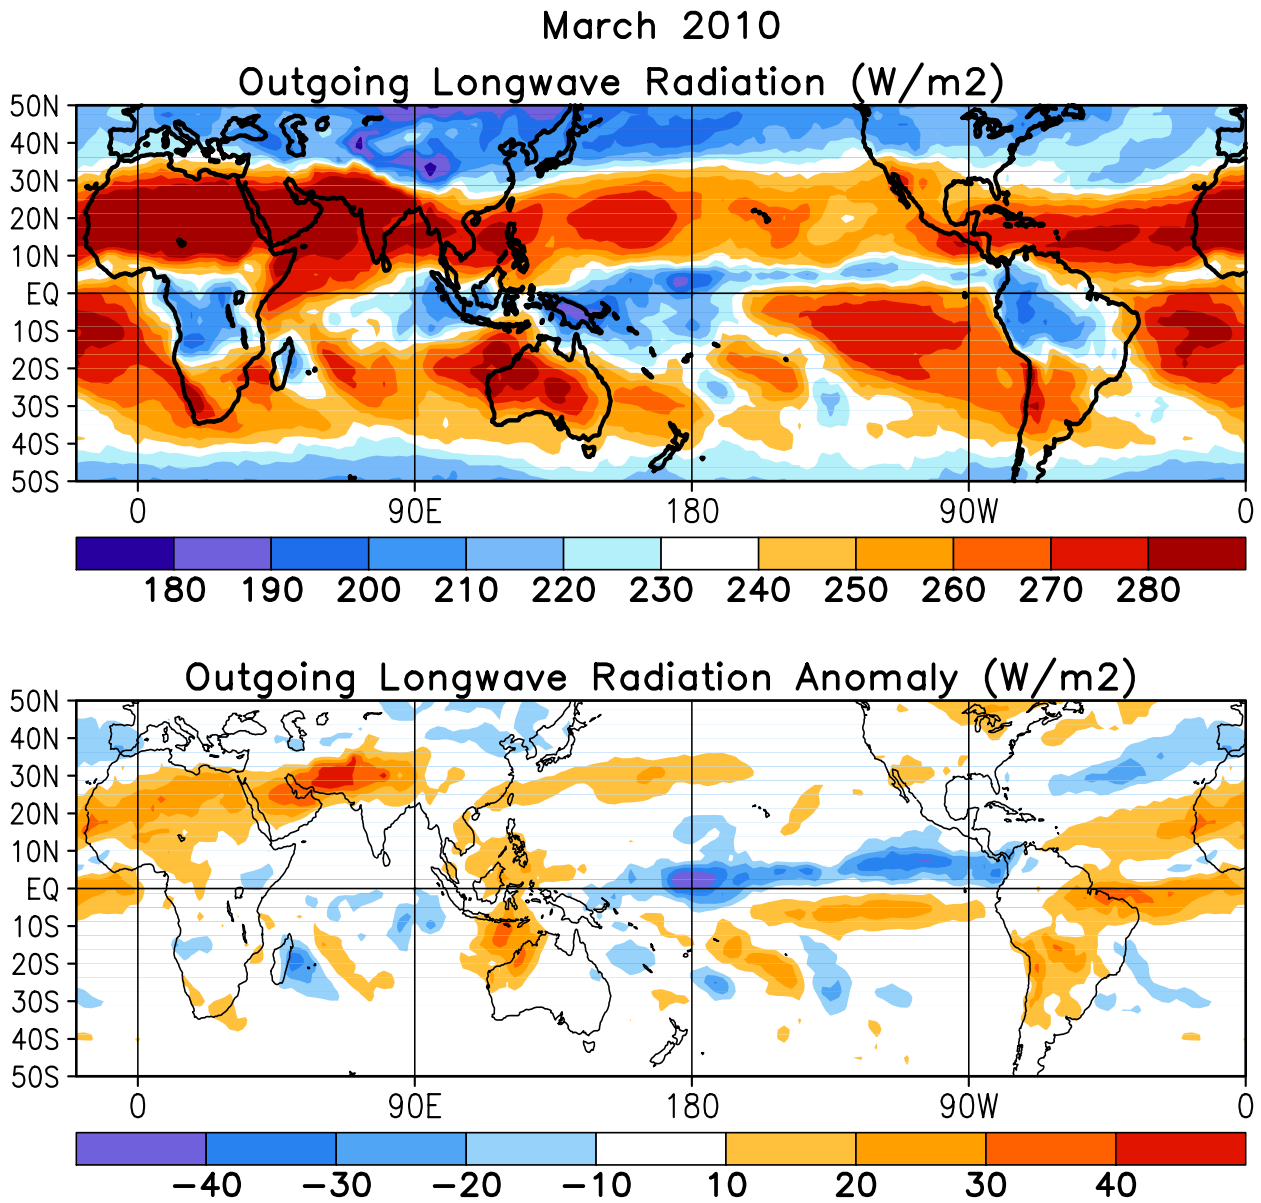 March 2010
Outgoing Longwave Radiation (W/m2)
50N
40N
30N
20N
10N
EQ
10S
20S
30S
40S
50S
0 90E 180 90W 0
180 190 200 210 220 230 240 250 260 270 280
Outgoing Longwave Radiation Anomaly (W/m2)
50N
40N
30N
20N
10N
EQ
10S
20S
30S
40S
50S
0 90E 180 90W 0
−40 −30 −20 −10 10 20 30 40